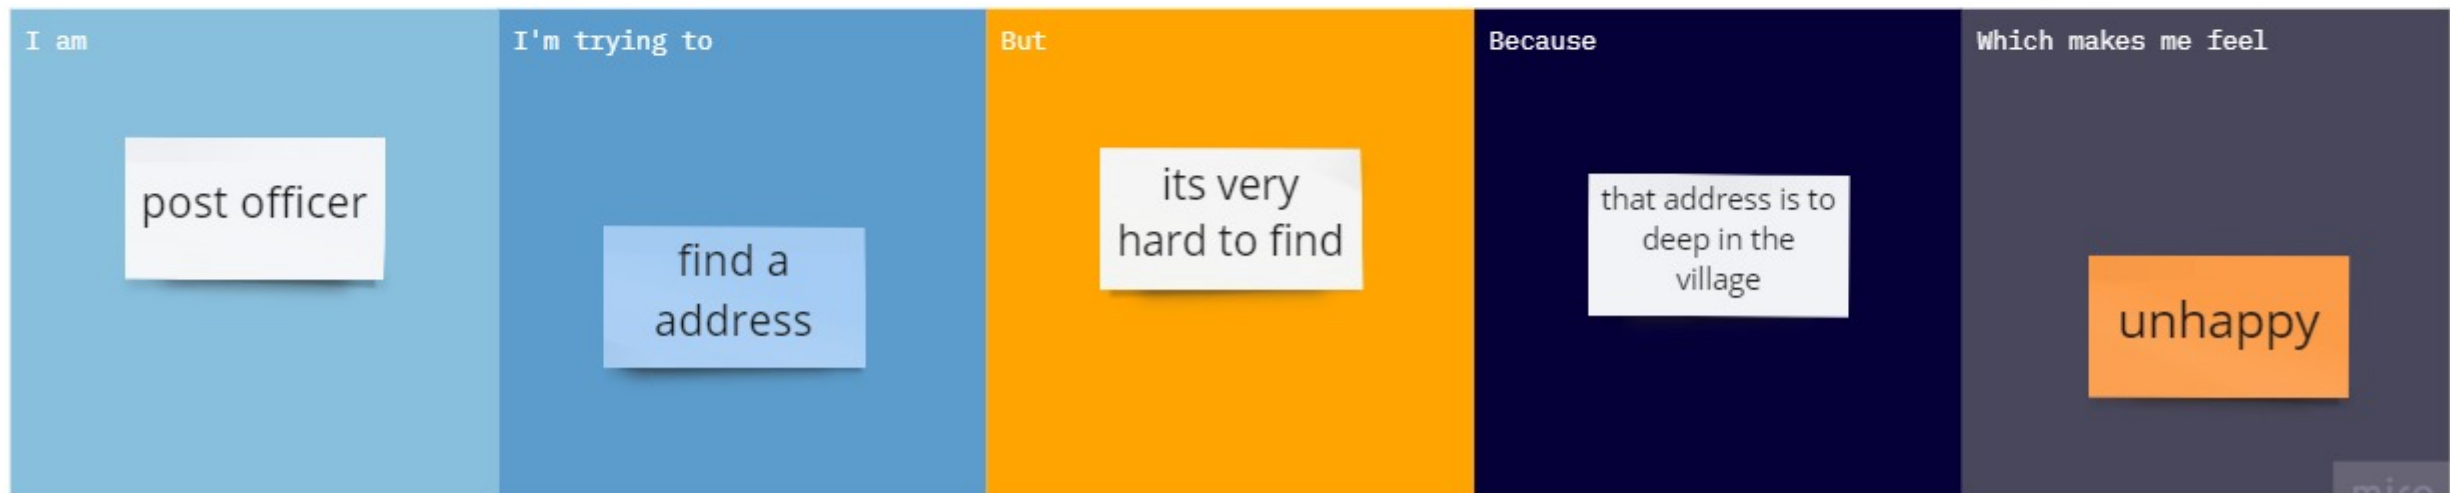 I am
post officer
I'm trying to
find a
address
But
its very
hard to find
Because
that address is to
deep in the
village
Which makes me feel
unhappy
miro